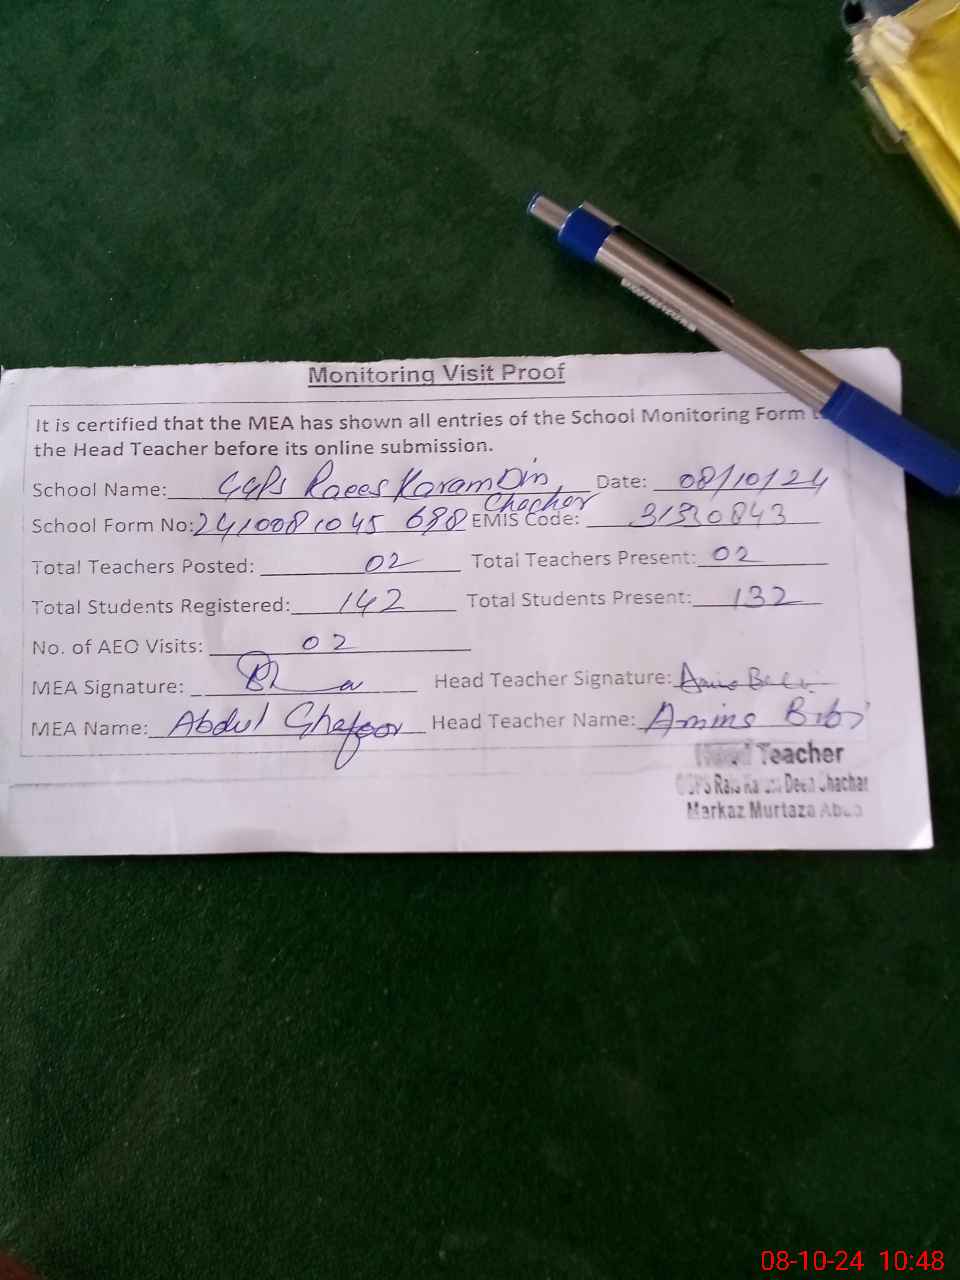 Monitoring Visit Proof
It is certified that the MEA has shown all entries of the School Monitoring Form
the Head Teacher before its online submission.
School Name: GGPS Raees Karam Din Chachar Date: 08/10/24
School Form No: 2410081045 698 EMIS Code: 31330843
Total Teachers Posted: 02 Total Teachers Present: 02
Total Students Registered: 142 Total Students Present: 132
No. of AEO Visits: 02
MEA Signature: Head Teacher Signature:
MEA Name: Abdul Ghafoor Head Teacher Name: Amina Bibi
Head Teacher
Deen Chachar
Markaz Murtaza
08-10-24 10:48